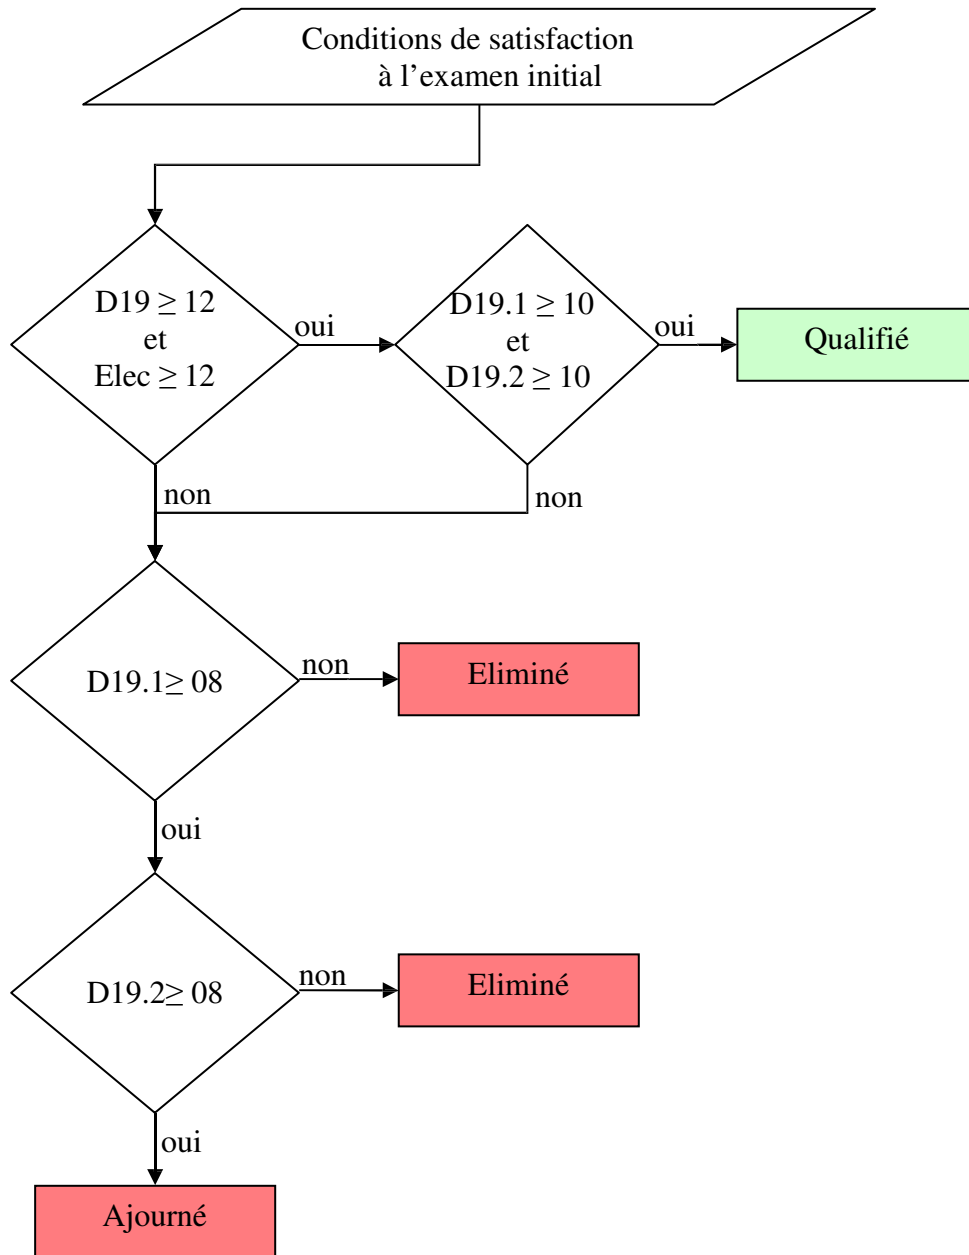 Conditions de satisfaction
à l’examen initial
D19 ≥ 12
et
Elec ≥ 12
oui
D19.1 ≥ 10
et
D19.2 ≥ 10
oui
Qualifié
non
non
D19.1≥ 08
non
Eliminé
oui
D19.2≥ 08
non
Eliminé
oui
Ajourné